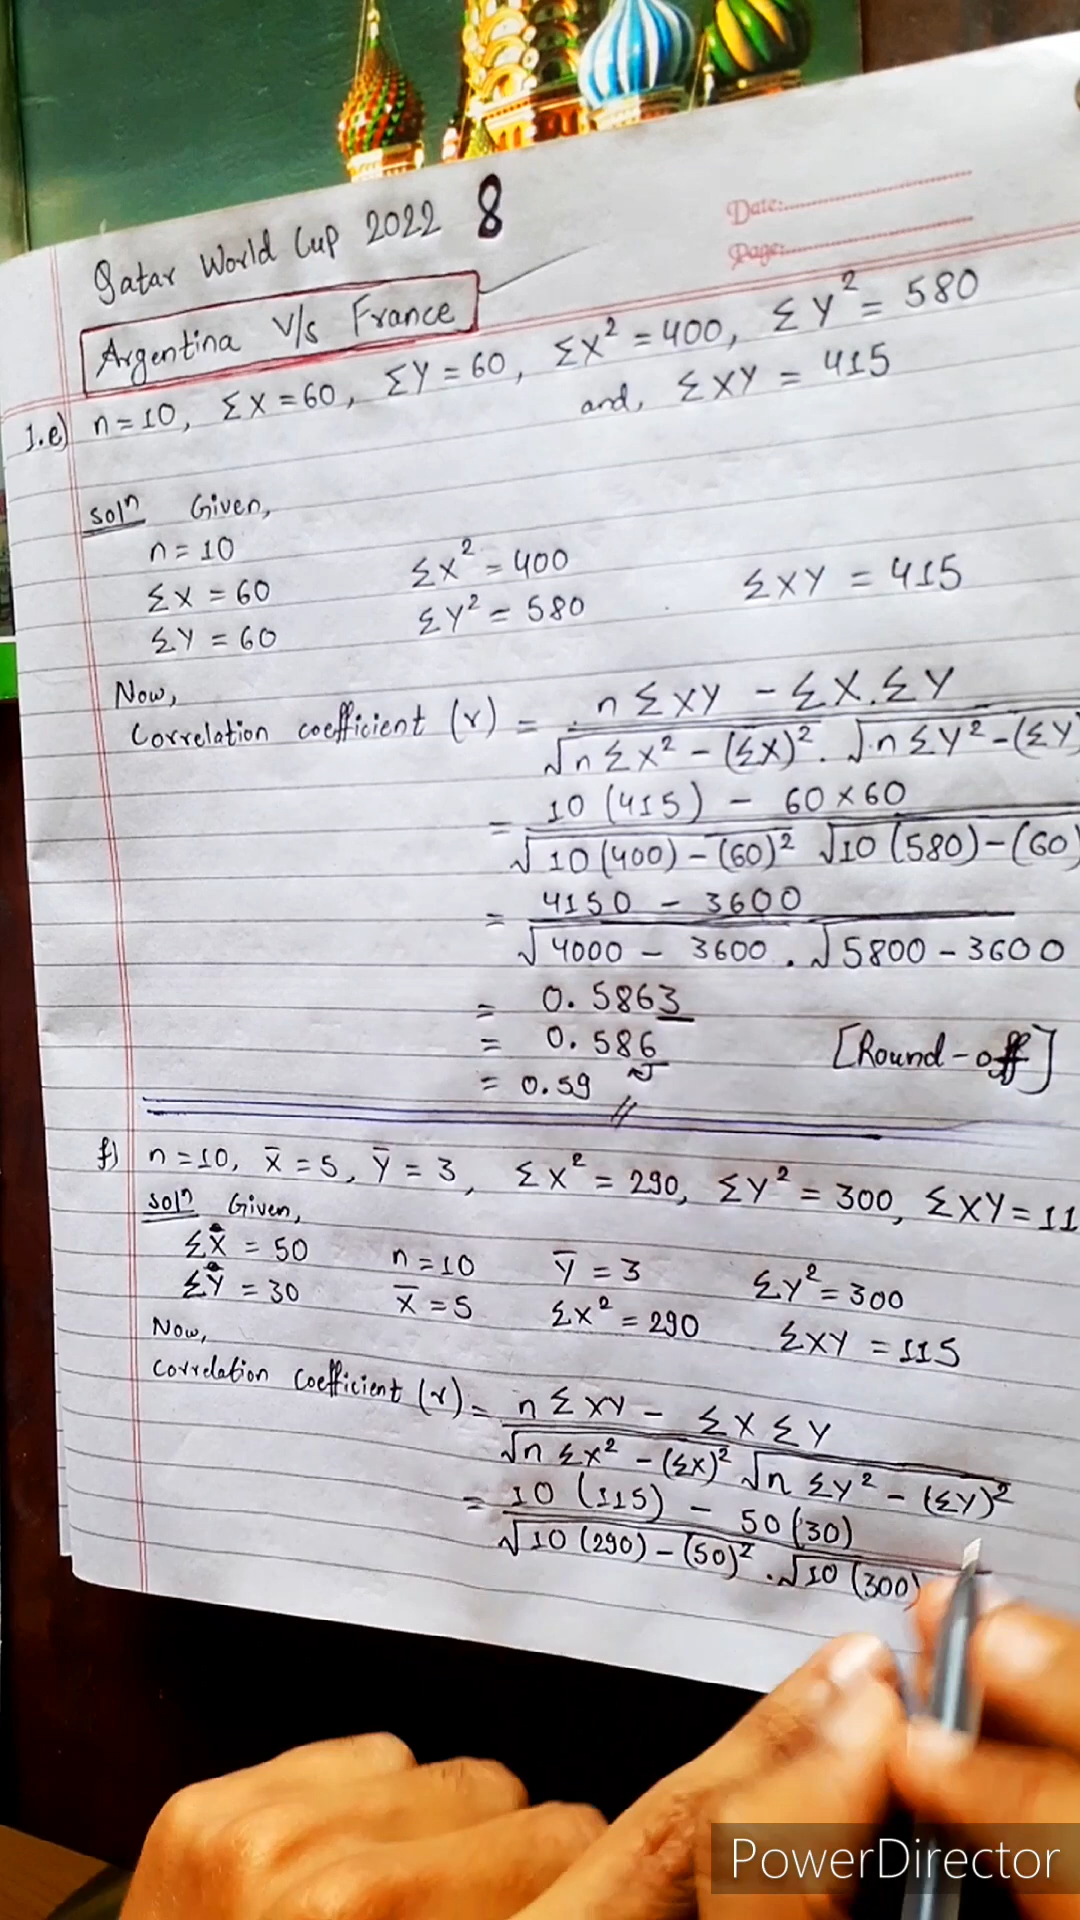 Qatar World Cup 2022 8
Date:
Page:
Argentina V/s France
1.e) n=10, ΣX=60, ΣY=60, ΣX²=400, ΣY²=580
and, ΣXY = 415
Solⁿ Given,
n=10
ΣX²=400
ΣXY = 415
ΣX = 60
ΣY² = 580
ΣY = 60
Now,
Correlation coefficient (r) = nΣXY - ΣX.ΣY / √nΣX² - (ΣX)² . √nΣY² - (ΣY)
= 10(415) - 60×60 / √10(400) - (60)² √10(580) - (60)
= 4150 - 3600 / √4000 - 3600 . √5800 - 3600
= 0.5863
= 0.586 [Round-off]
= 0.59 //
f) n=10, X̄=5, Ȳ=3, ΣX²=290, ΣY²=300, ΣXY=11
Solⁿ Given,
ΣX = 50 n=10 Ȳ=3 ΣY²=300
ΣY = 30 X̄=5 ΣX²=290 ΣXY=115
Now,
Correlation coefficient (r) = nΣXY - ΣXΣY / √nΣX² - (ΣX)² √nΣY² - (ΣY)²
= 10(115) - 50(30) / √10(290) - (50)² . √10(300)
PowerDirector